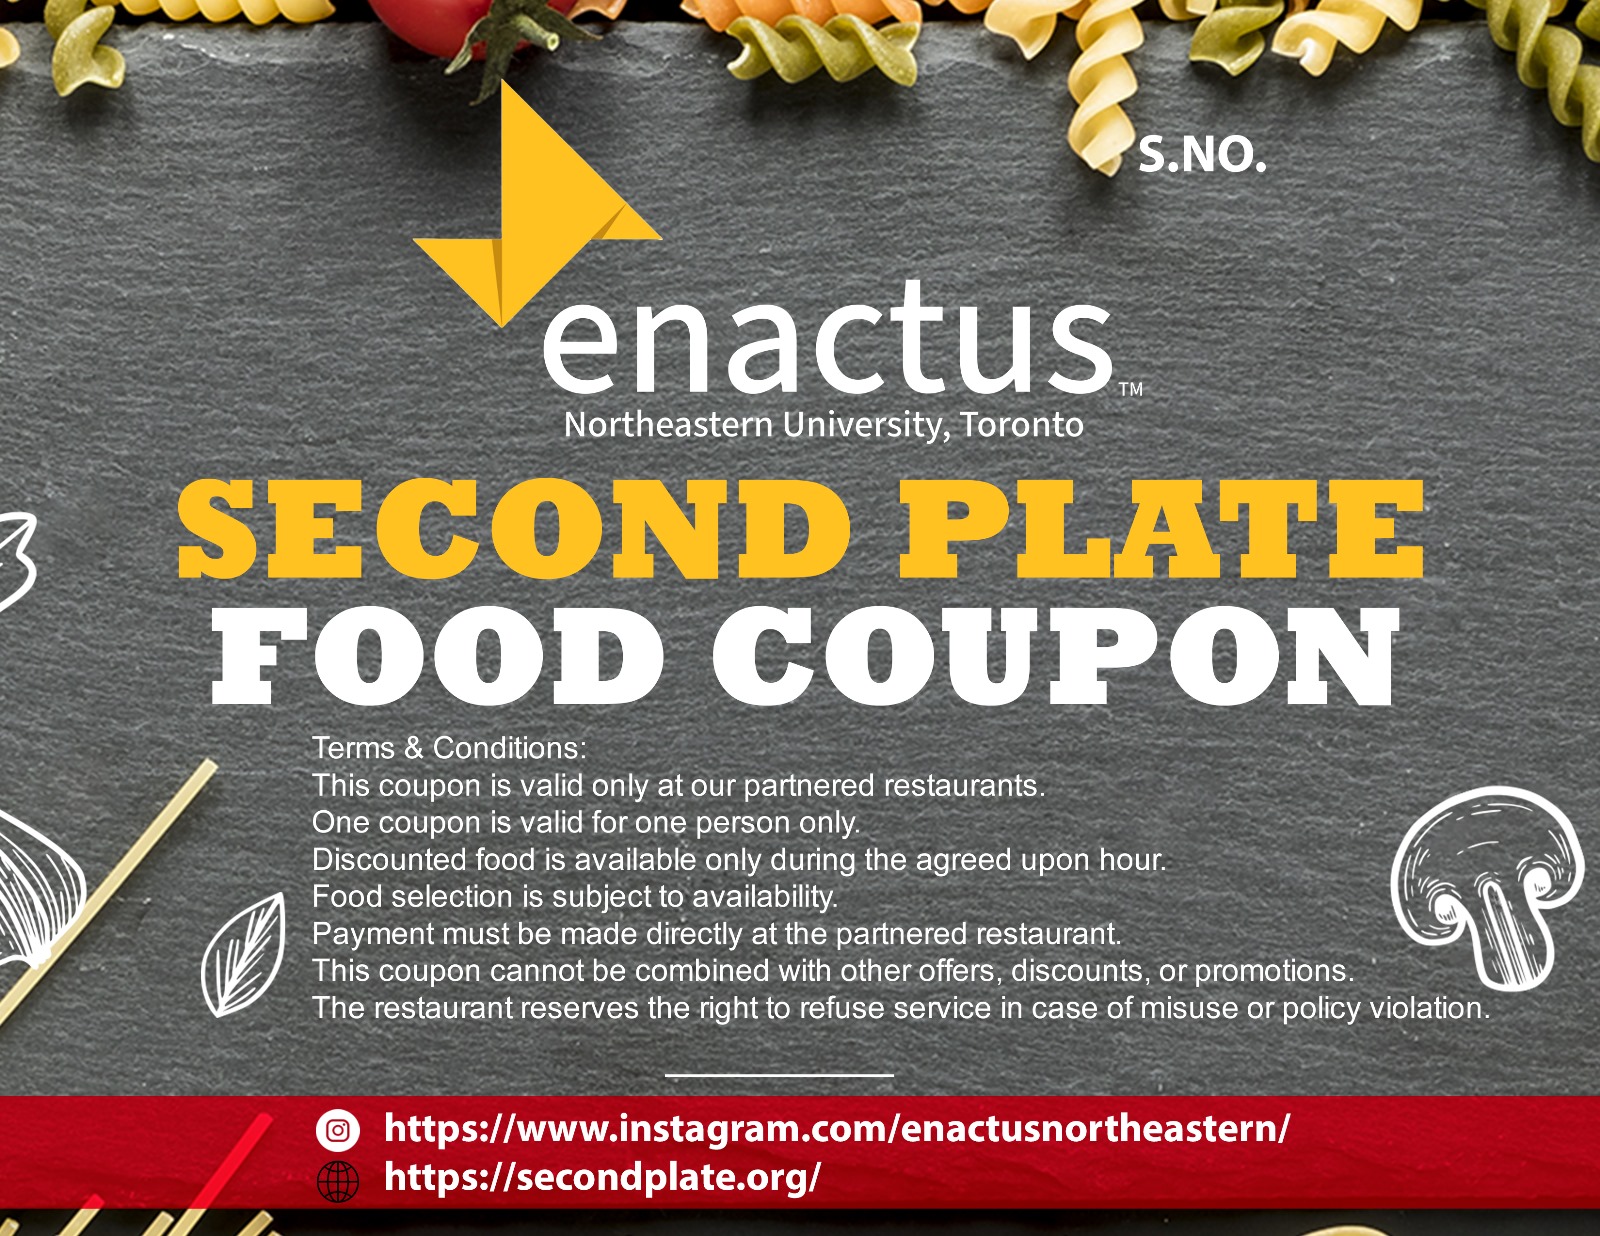 S.NO.
enactus™
Northeastern University, Toronto
SECOND PLATE
FOOD COUPON
Terms & Conditions:
This coupon is valid only at our partnered restaurants.
One coupon is valid for one person only.
Discounted food is available only during the agreed upon hour.
Food selection is subject to availability.
Payment must be made directly at the partnered restaurant.
This coupon cannot be combined with other offers, discounts, or promotions.
The restaurant reserves the right to refuse service in case of misuse or policy violation.
https://www.instagram.com/enactusnortheastern/
https://secondplate.org/